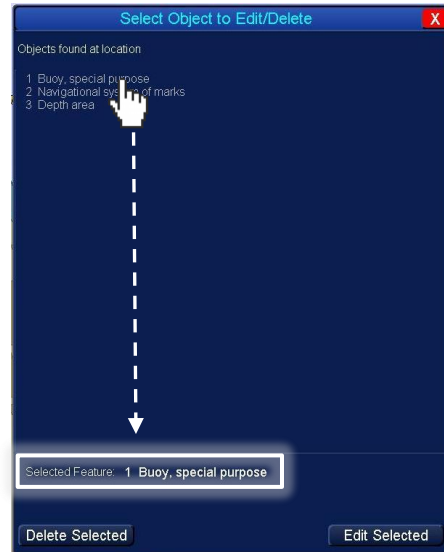 Select Object to Edit/Delete X
Objects found at location
1 Buoy, special purpose
2 Navigational system of marks
3 Depth area
Selected Feature: 1 Buoy, special purpose
Delete Selected Edit Selected